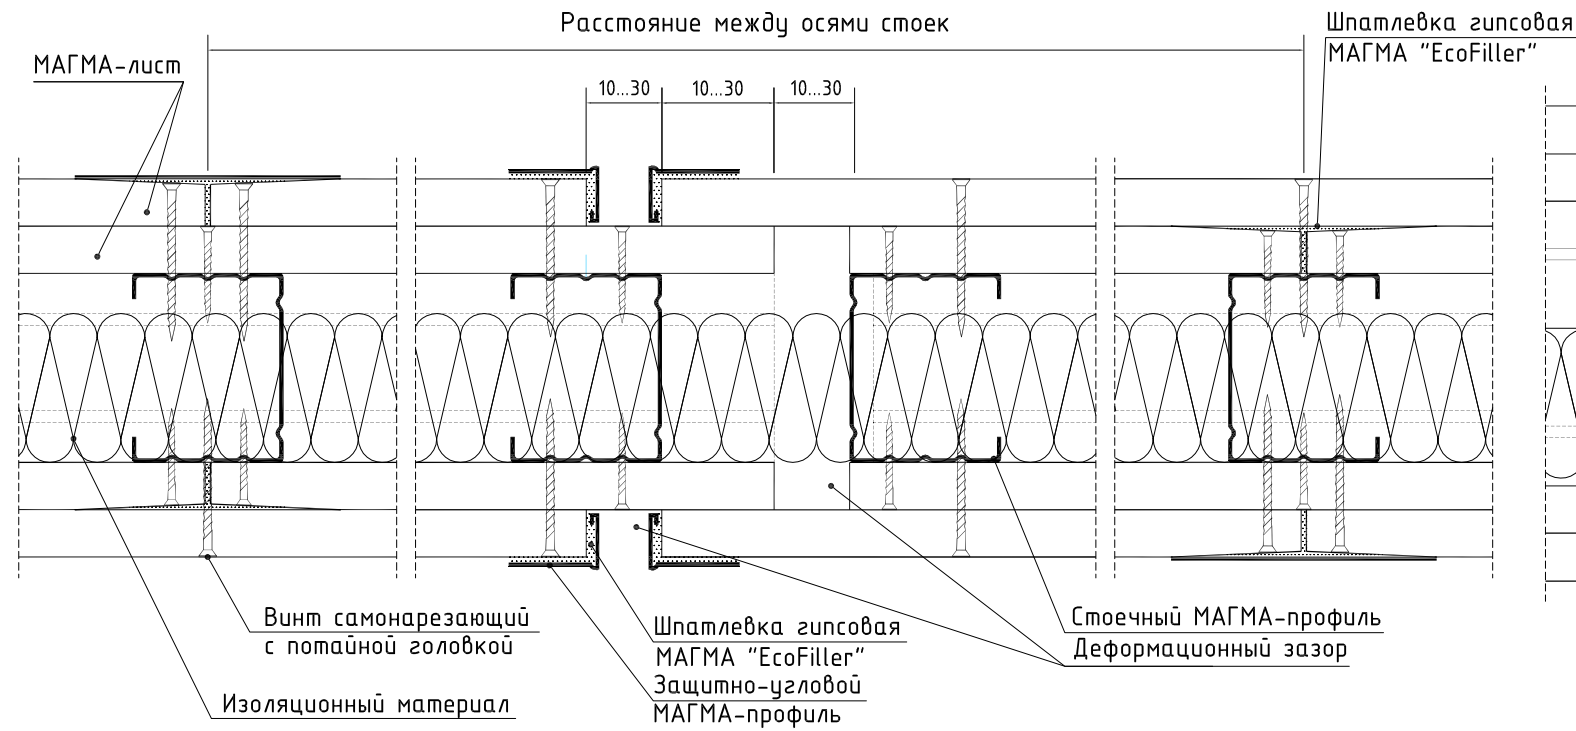 Расстояние между осями стоек
Шпатлевка гипсовая
МАГМА "EcoFiller"
МАГМА-лист
10...30
10...30
10...30
Винт самонарезающий
с потайной головкой
Изоляционный материал
Шпатлевка гипсовая
МАГМА "EcoFiller"
Защитно-угловой
МАГМА-профиль
Стоечный МАГМА-профиль
Деформационный зазор